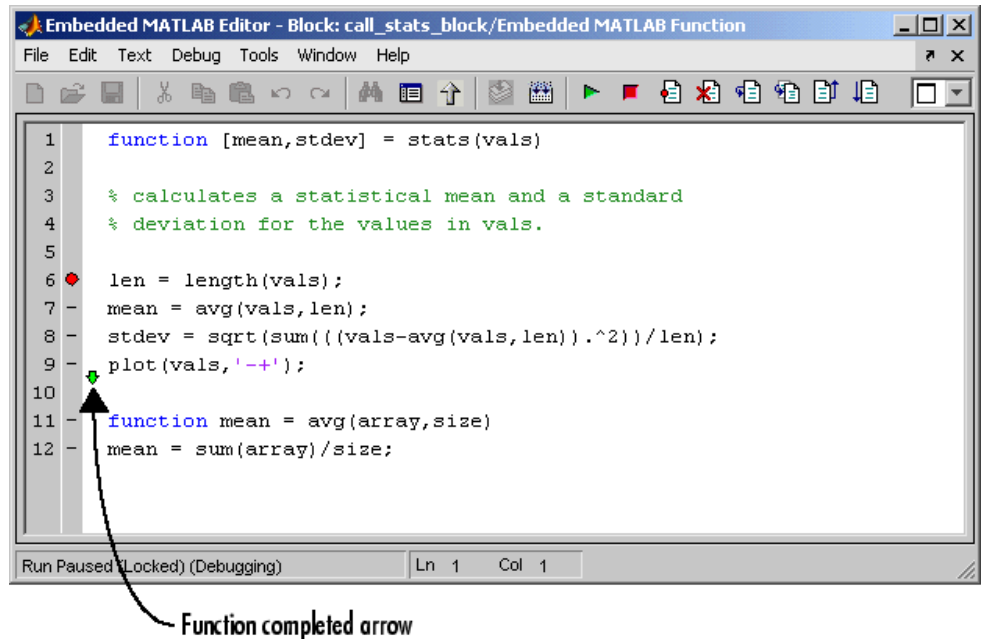 Embedded MATLAB Editor - Block: call_stats_block/Embedded MATLAB Function
File Edit Text Debug Tools Window Help
1 function [mean,stdev] = stats(vals)
2
3 % calculates a statistical mean and a standard
4 % deviation for the values in vals.
5
6 len = length(vals);
7 - mean = avg(vals,len);
8 - stdev = sqrt(sum(((vals-avg(vals,len)).^2))/len);
9 - plot(vals,'-+');
10
11 - function mean = avg(array,size)
12 - mean = sum(array)/size;
Run Paused (Locked) (Debugging) Ln 1 Col 1
Function completed arrow